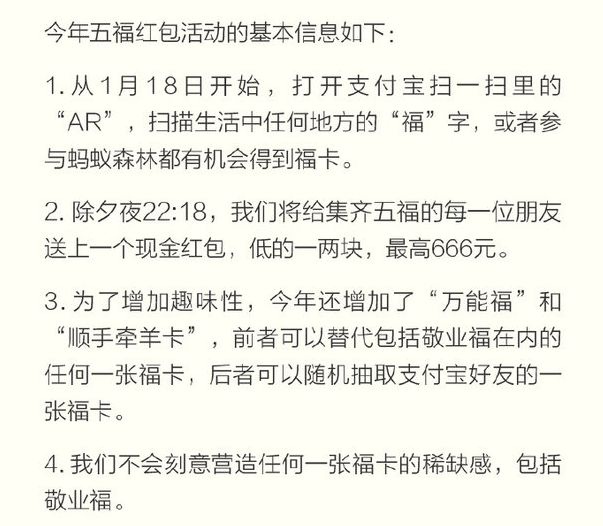 今年五福红包活动的基本信息如下：
1. 从1月18日开始，打开支付宝扫一扫里的
“AR”，扫描生活中任何地方的“福”字，或者参
与蚂蚁森林都有机会得到福卡。
2. 除夕夜22:18，我们将给集齐五福的每一位朋友
送上一个现金红包，低的一两块，最高666元。
3. 为了增加趣味性，今年还增加了“万能福”和
“顺手牵羊卡”，前者可以替代包括敬业福在内的
任何一张福卡，后者可以随机抽取支付宝好友的一
张福卡。
4. 我们不会刻意营造任何一张福卡的稀缺感，包括
敬业福。